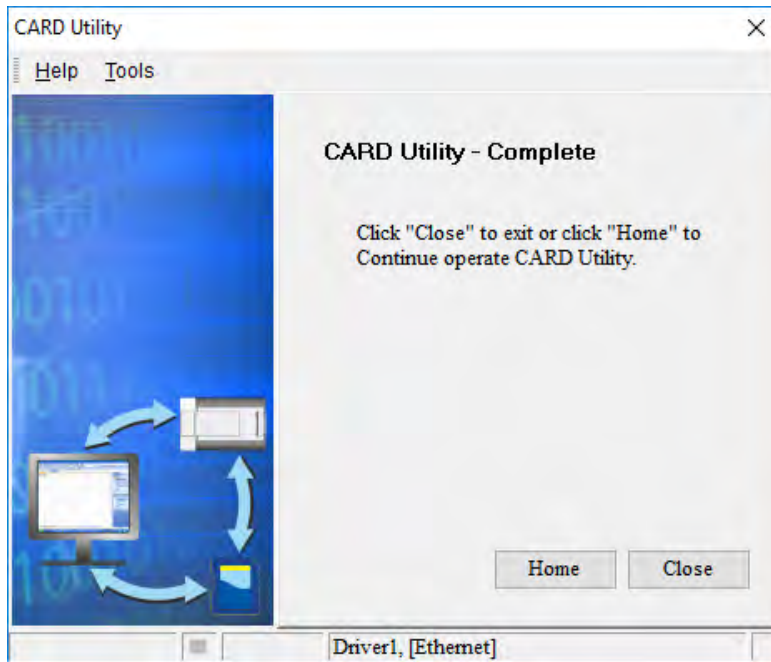 CARD Utility
Help Tools
CARD Utility - Complete
Click "Close" to exit or click "Home" to
Continue operate CARD Utility.
Home Close
Driver1, [Ethernet]